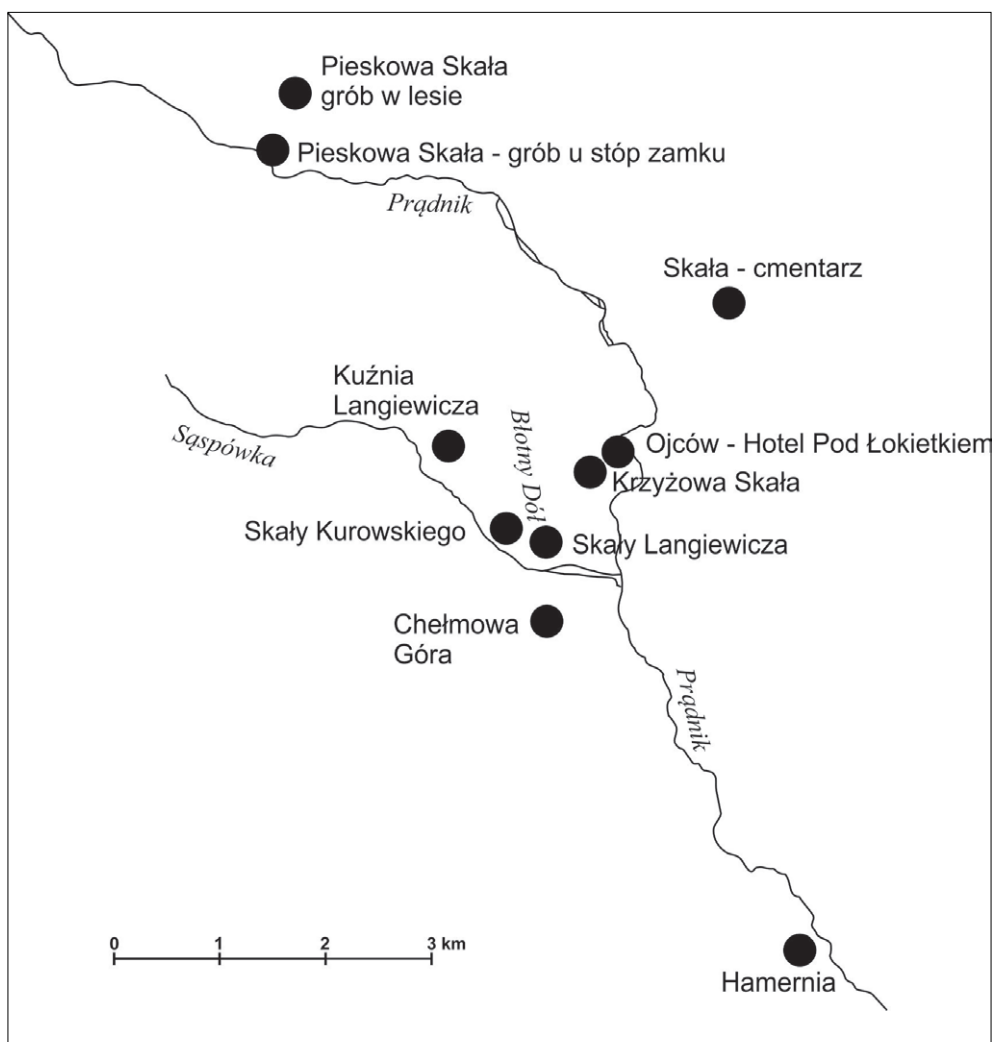 Pieskowa Skała
grób w lesie
Pieskowa Skała - grób u stóp zamku
Prądnik
Skała - cmentarz
Kuźnia
Langiewicza
Sąspówka
Błotny Dół
Ojców - Hotel Pod Łokietkiem
Krzyżowa Skała
Skały Kurowskiego
Skały Langiewicza
Chełmowa
Góra
Prądnik
0 1 2 3 km
Hamernia